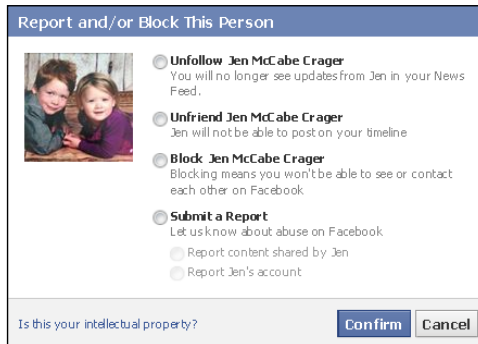 Report and/or Block This Person
Unfollow Jen McCabe Crager
You will no longer see updates from Jen in your News
Feed.
Unfriend Jen McCabe Crager
Jen will not be able to post on your timeline
Block Jen McCabe Crager
Blocking means you won't be able to see or contact
each other on Facebook
Submit a Report
Let us know about abuse on Facebook
Report content shared by Jen
Report Jen's account
Is this your intellectual property?
Confirm
Cancel